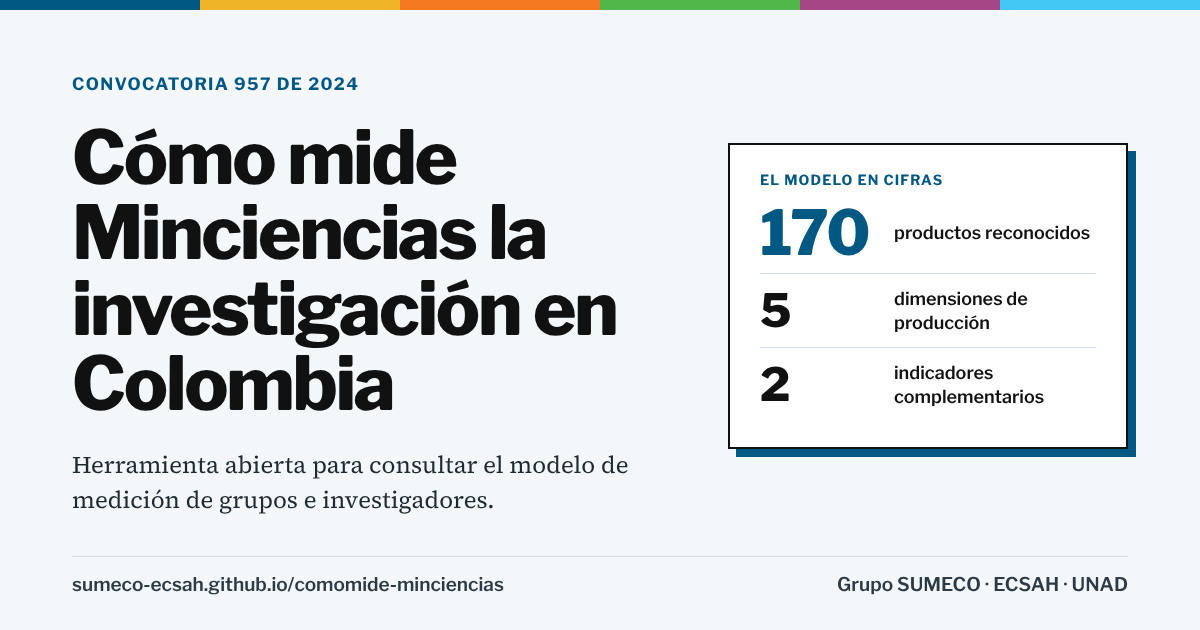 CONVOCATORIA 957 DE 2024
Cómo mide
Minciencias la
investigación en
Colombia
Herramienta abierta para consultar el modelo de
medición de grupos e investigadores.
EL MODELO EN CIFRAS
170 productos reconocidos
5 dimensiones de
producción
2 indicadores
complementarios
sumeco-ecsah.github.io/comomide-minciencias
Grupo SUMECO · ECSAH · UNAD